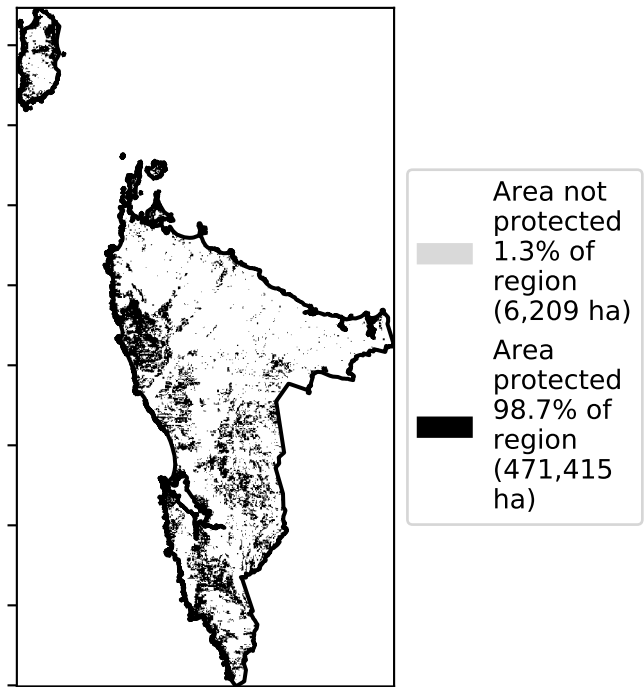 Area not
protected
1.3% of
region
(6,209 ha)
Area
protected
98.7% of
region
(471,415
ha)